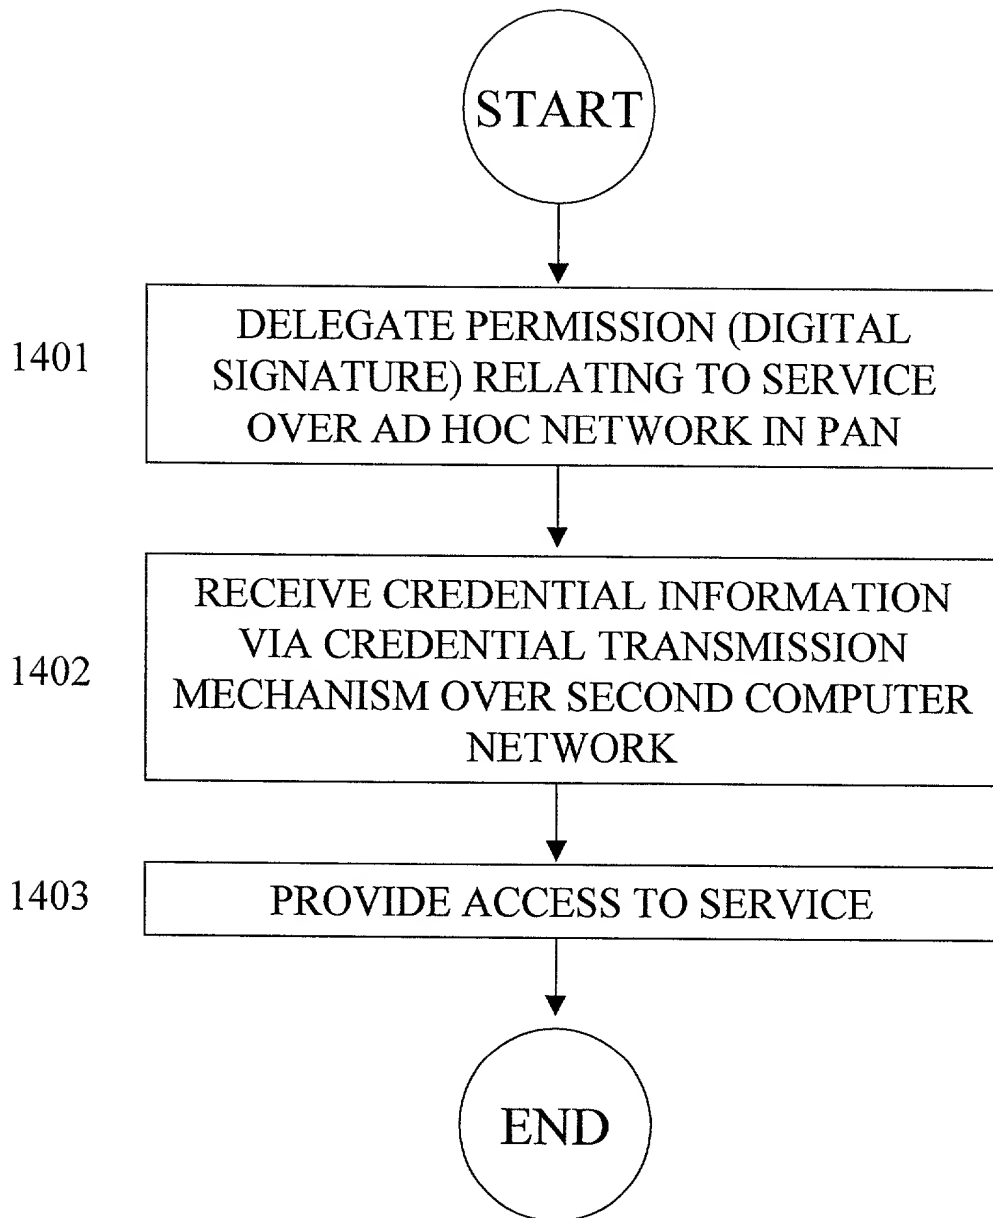 START
1401
DELEGATE PERMISSION (DIGITAL
SIGNATURE) RELATING TO SERVICE
OVER AD HOC NETWORK IN PAN
1402
RECEIVE CREDENTIAL INFORMATION
VIA CREDENTIAL TRANSMISSION
MECHANISM OVER SECOND COMPUTER
NETWORK
1403
PROVIDE ACCESS TO SERVICE
END